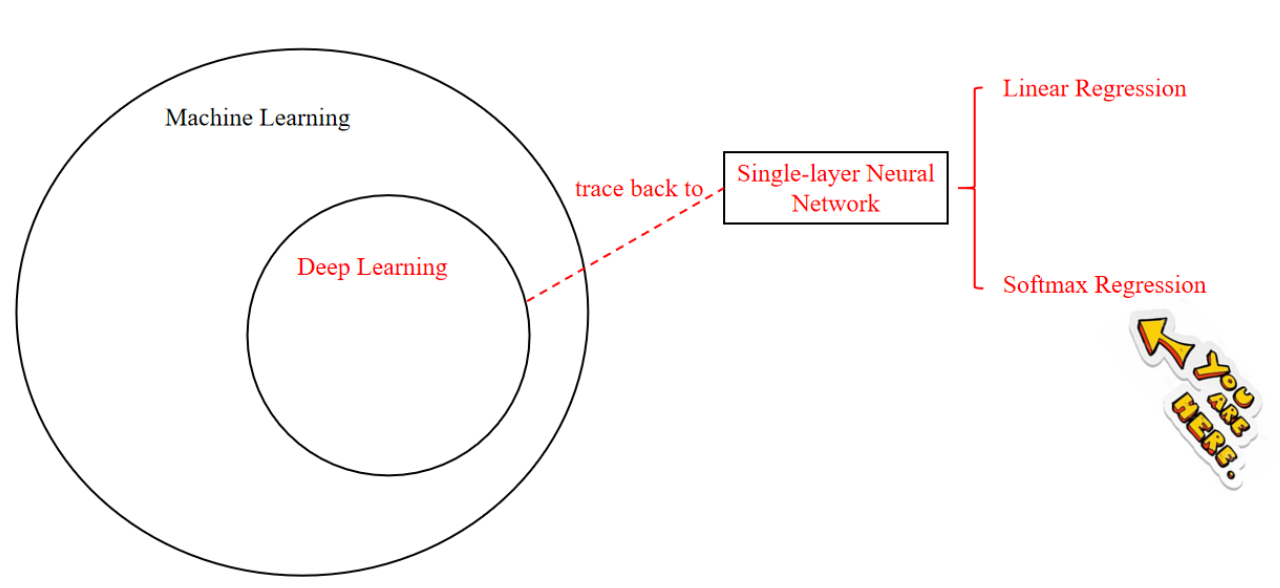 Machine Learning
Deep Learning
trace back to
Single-layer Neural
Network
Linear Regression
Softmax Regression
YOU
ARE
HERE.